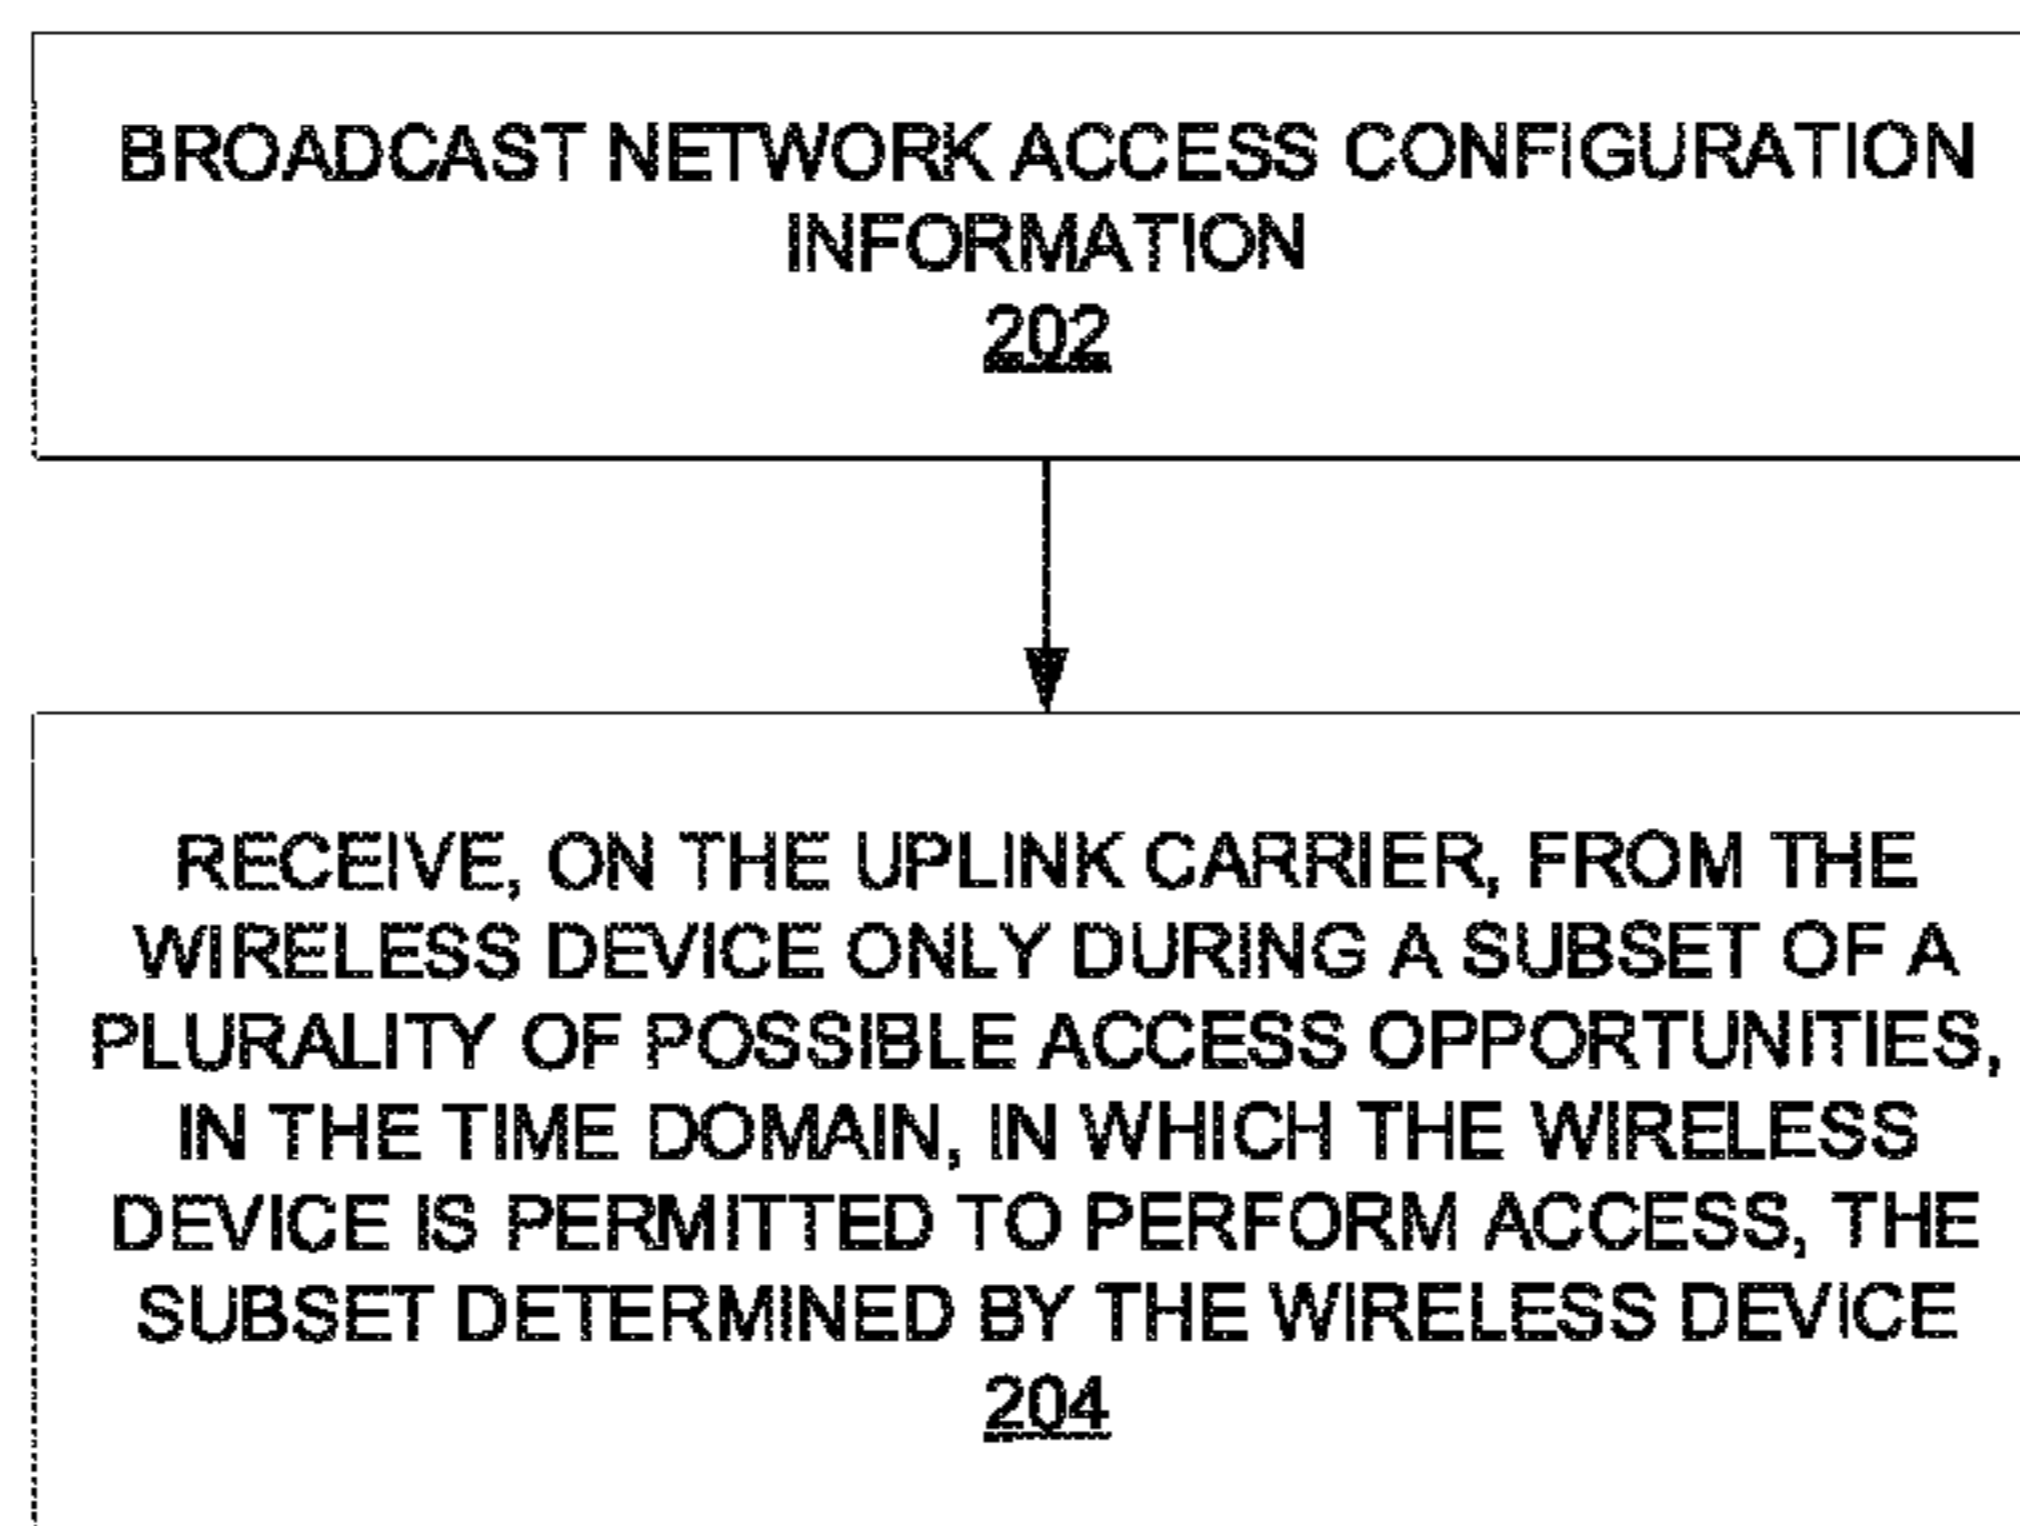 BROADCAST NETWORK ACCESS CONFIGURATION
INFORMATION
202
RECEIVE, ON THE UPLINK CARRIER, FROM THE
WIRELESS DEVICE ONLY DURING A SUBSET OF A
PLURALITY OF POSSIBLE ACCESS OPPORTUNITIES,
IN THE TIME DOMAIN, IN WHICH THE WIRELESS
DEVICE IS PERMITTED TO PERFORM ACCESS, THE
SUBSET DETERMINED BY THE WIRELESS DEVICE
204